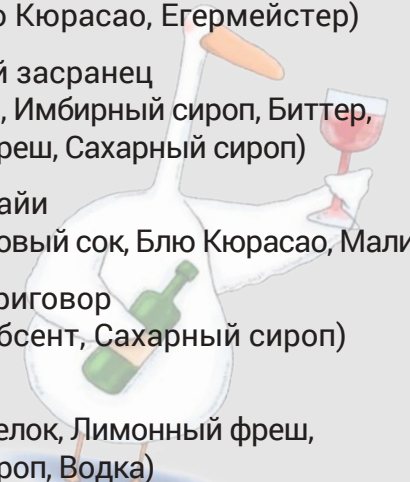 о Кюрасао, Егермейстер)
й засранец
, Имбирный сироп, Биттер,
реш, Сахарный сироп)
айи
овый сок, Блю Кюрасао, Мали
риговор
бсент, Сахарный сироп)
елок, Лимонный фреш,
роп, Водка)